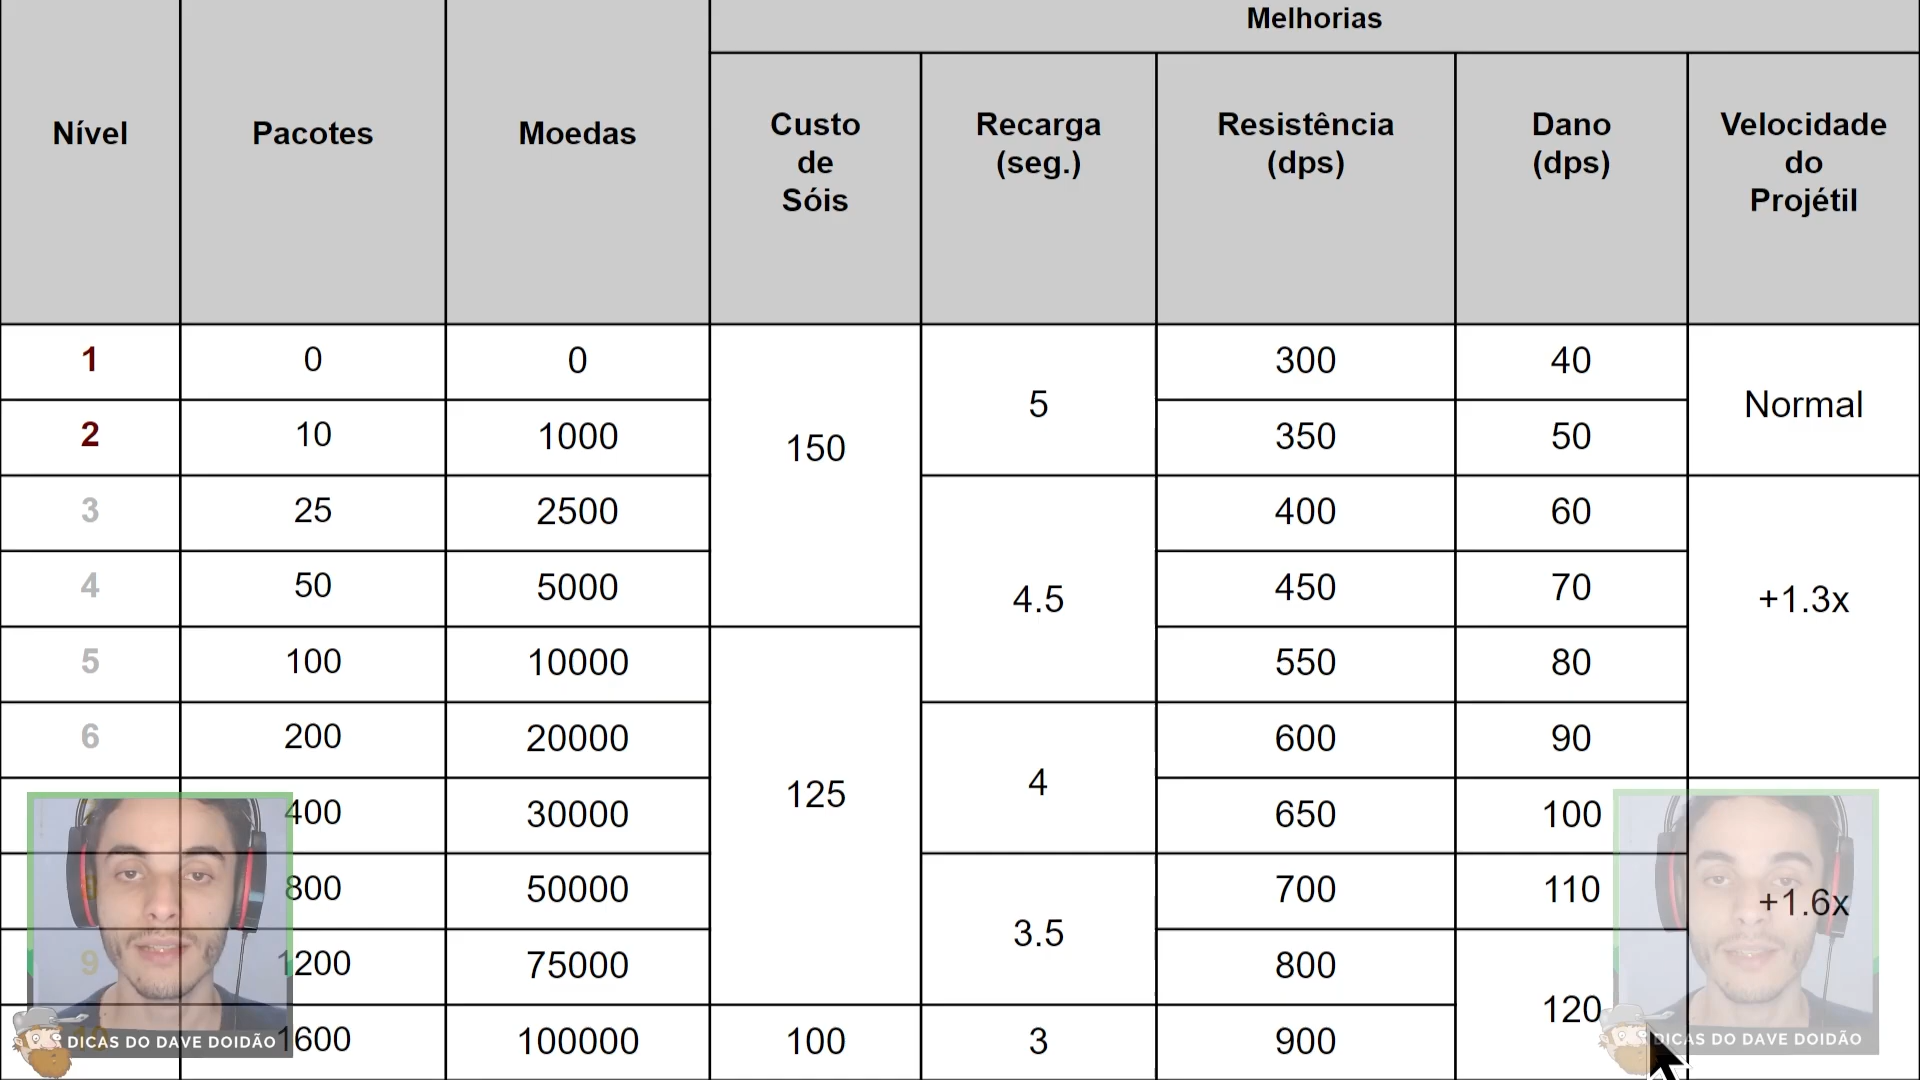 Melhorias
Nível Pacotes Moedas Custo de Sóis Recarga (seg.) Resistência (dps) Dano (dps) Velocidade do Projétil
1 0 0 150 5 300 40 Normal
2 10 1000 350 50
3 25 2500 4.5 400 60 +1.3x
4 50 5000 450 70
5 100 10000 125 550 80
6 200 20000 4 600 90
400 30000 650 100 +1.6x
800 50000 3.5 700 110
9 1200 75000 800 120
10 1600 100000 100 3 900
DICAS DO DAVE DOIDÃO
DICAS DO DAVE DOIDÃO